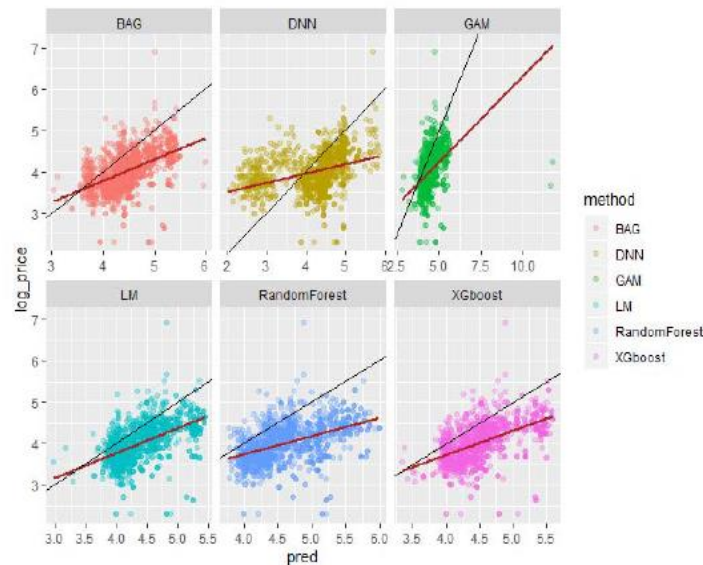 BAG DNN GAM
7
6
5
4
3
3 4 5 6 2 3 4 5 6 2.5 5.0 7.5 10.0
log_price
LM RandomForest XGboost
7
6
5
4
3
3.0 3.5 4.0 4.5 5.0 5.5 4.0 4.5 5.0 5.5 6.0 3.5 4.0 4.5 5.0 5.5
pred
method
BAG
DNN
GAM
LM
RandomForest
XGboost